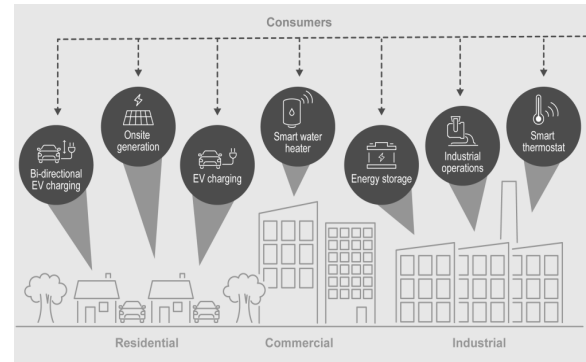 Consumers
Bi-directional
EV charging
Onsite
generation
EV charging
Smart water
heater
Energy storage
Industrial
operations
Smart
thermostat
Residential
Commercial
Industrial